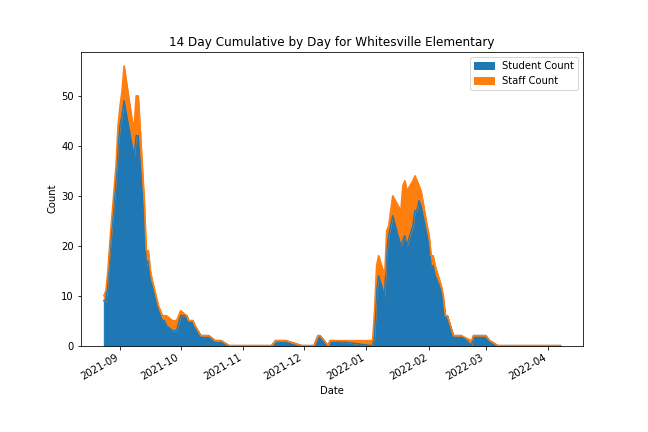 14 Day Cumulative by Day for Whitesville Elementary
Student Count
Staff Count
Count
50
40
30
20
10
0
2021-09
2021-10
2021-11
2021-12
2022-01
2022-02
2022-03
2022-04
Date